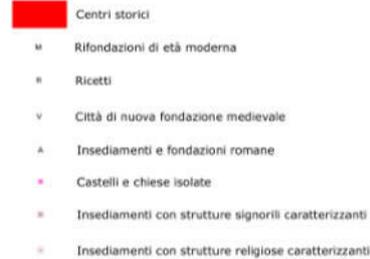 Centri storici
M Rifondazioni di età moderna
R Ricetti
V Città di nuova fondazione medievale
A Insediamenti e fondazioni romane
Castelli e chiese isolate
Insediamenti con strutture signorili caratterizzanti
Insediamenti con strutture religiose caratterizzanti